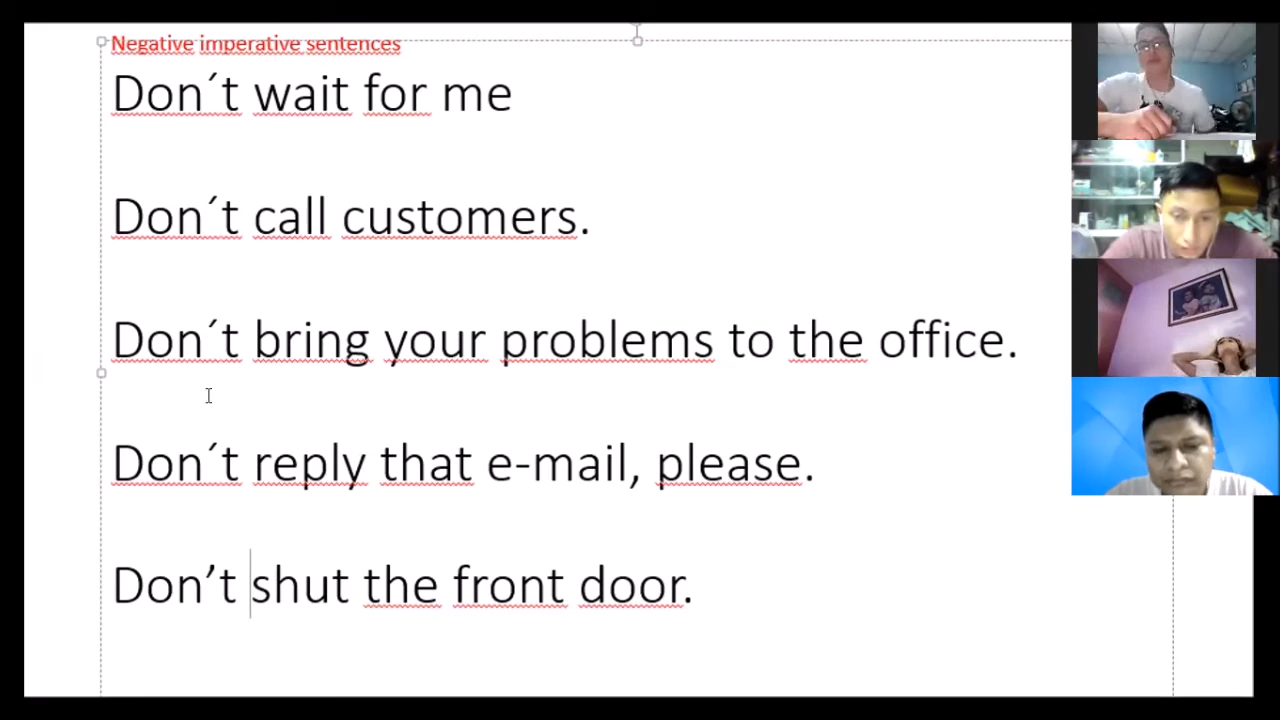 Negative imperative sentences
Don´t wait for me
Don´t call customers.
Don´t bring your problems to the office.
Don´t reply that e-mail, please.
Don’t shut the front door.